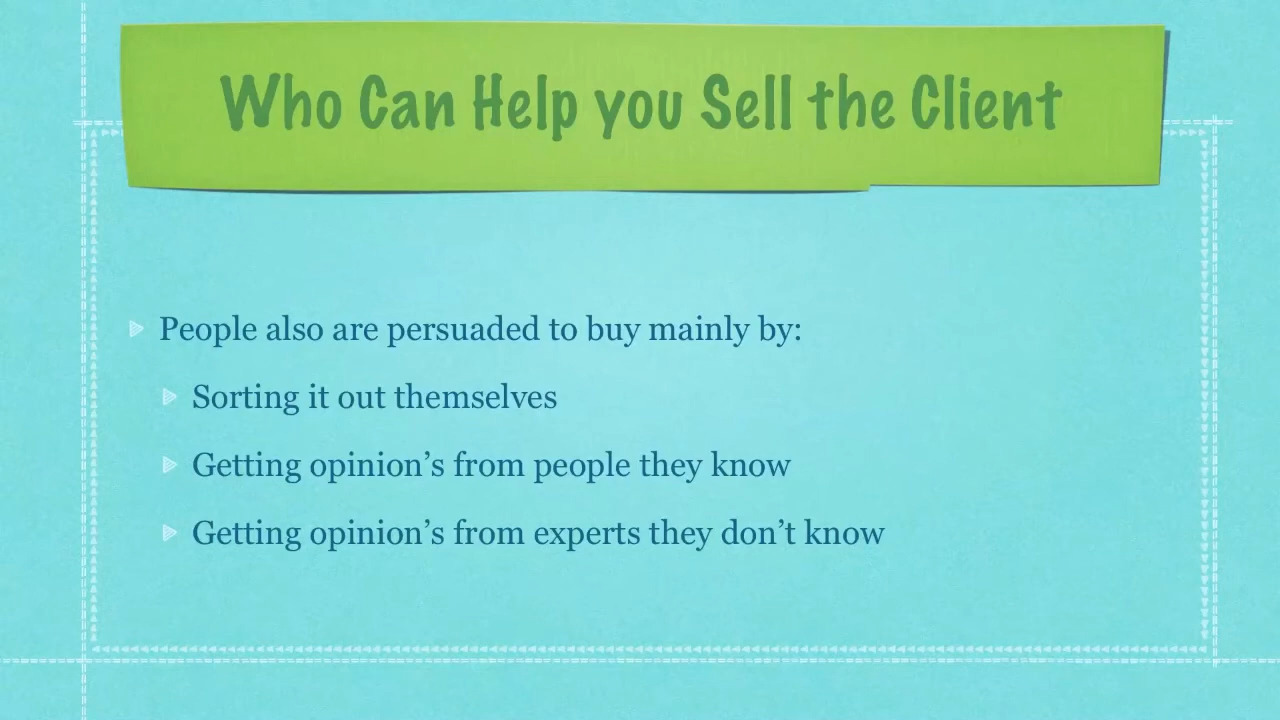 Who Can Help you Sell the Client
People also are persuaded to buy mainly by:
Sorting it out themselves
Getting opinion’s from people they know
Getting opinion’s from experts they don’t know